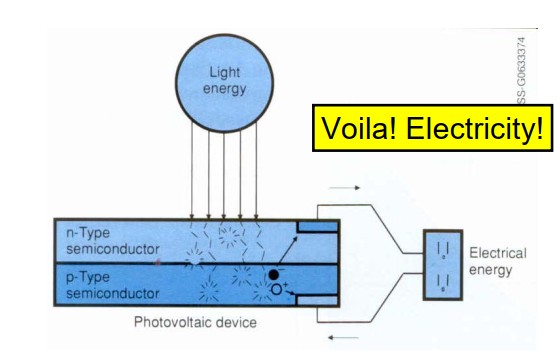 Light
energy
SS-G0633374
Voila! Electricity!
n-Type
semiconductor
p-Type
semiconductor
Electrical
energy
Photovoltaic device